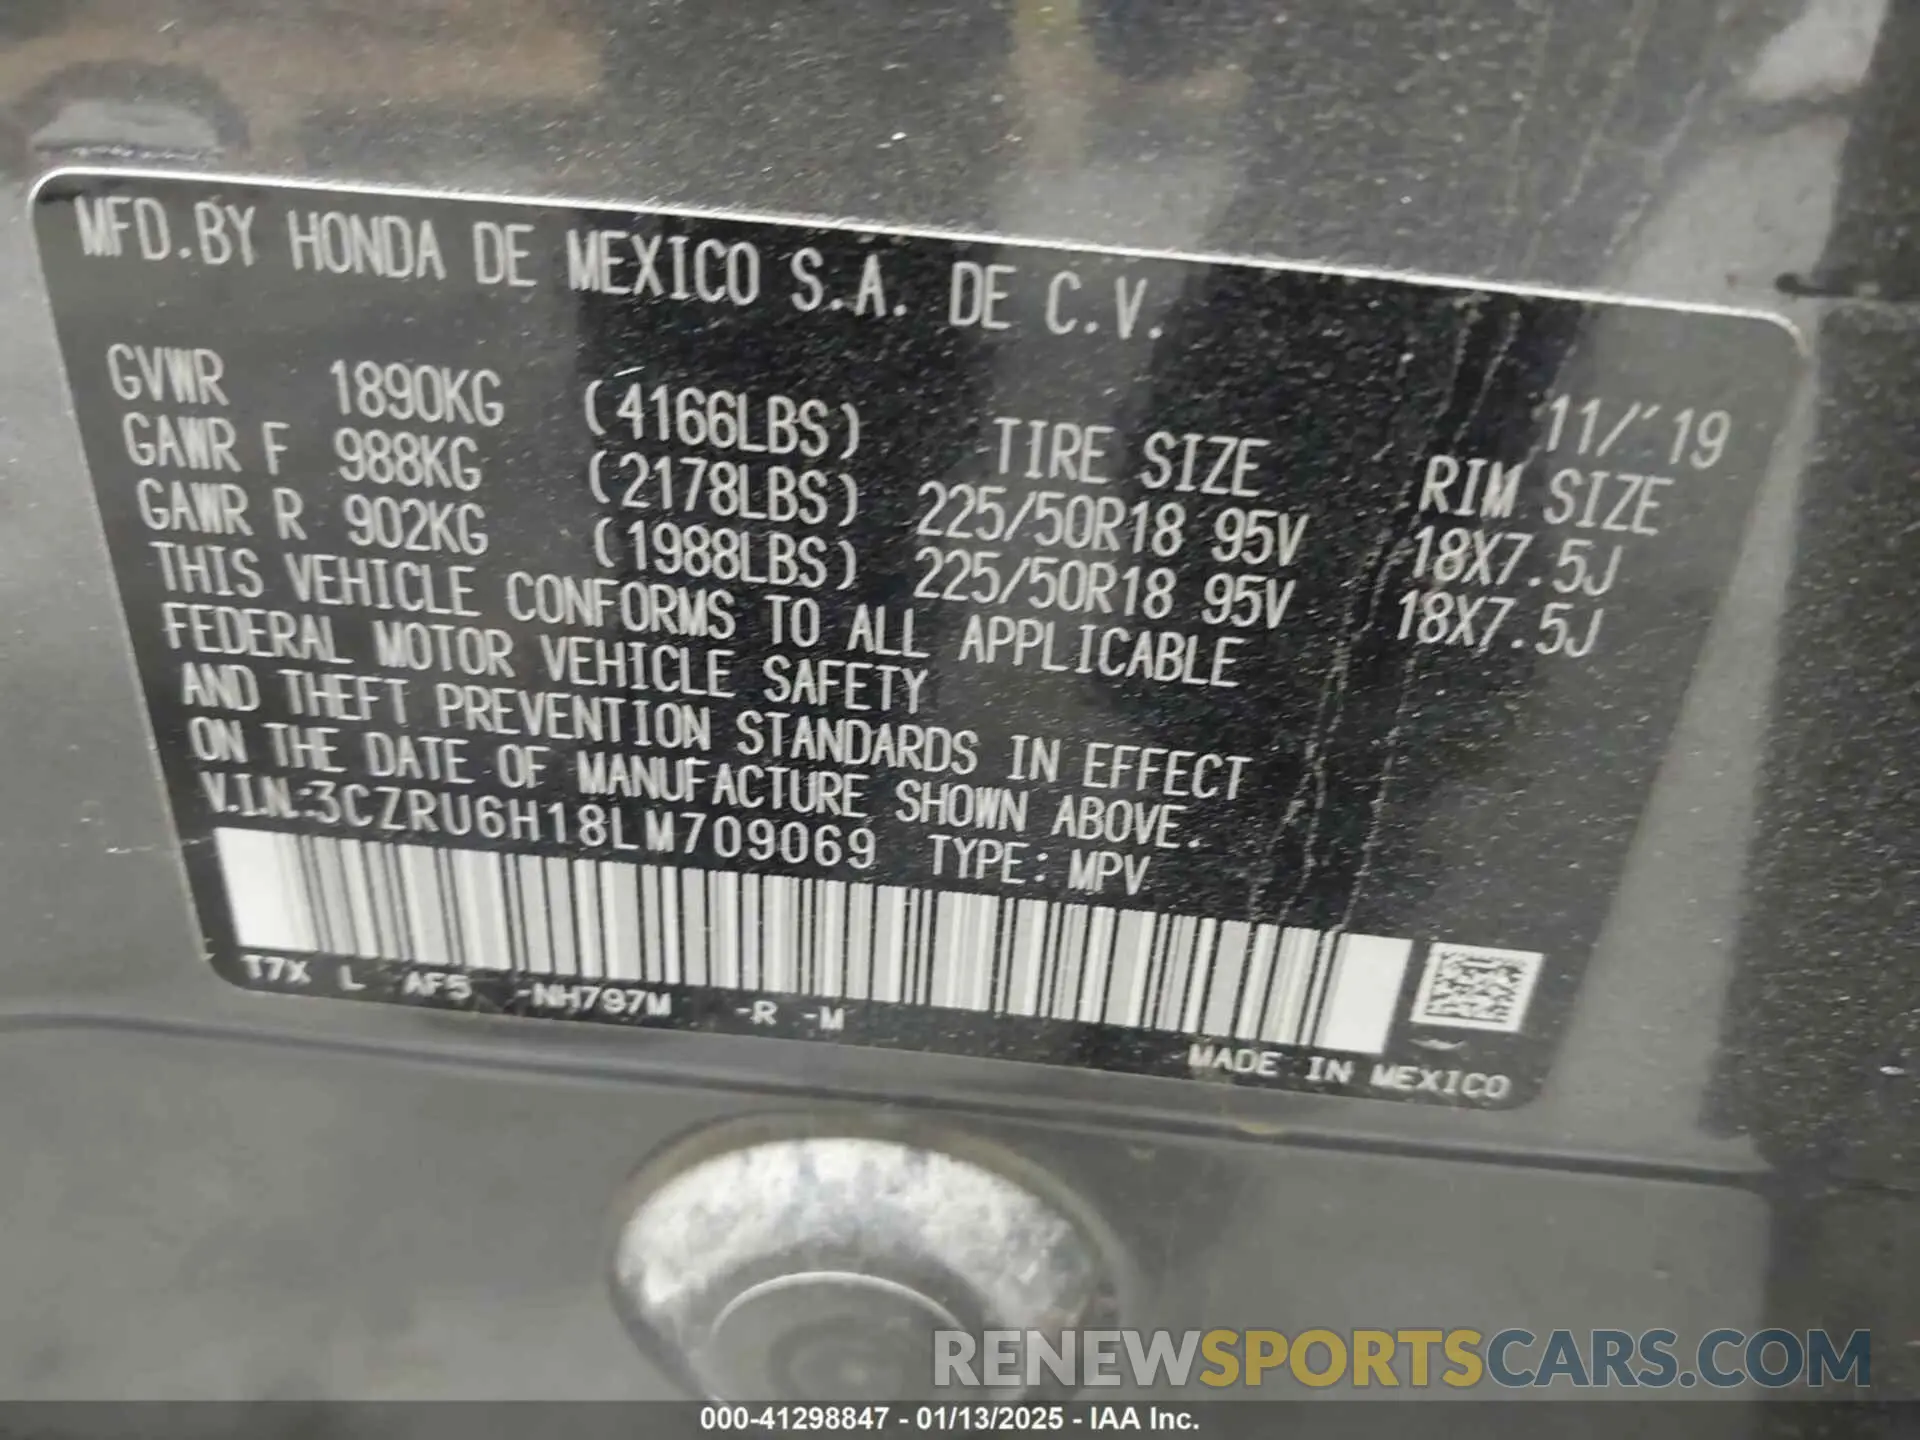 MFD.BY HONDA DE MEXICO S.A. DE C.V.
11/'19
GVWR 1890KG (4166LBS) TIRE SIZE RIM SIZE
GAWR F 988KG (2178LBS) 225/50R18 95V 18X7.5J
GAWR R 902KG (1988LBS) 225/50R18 95V 18X7.5J
THIS VEHICLE CONFORMS TO ALL APPLICABLE
FEDERAL MOTOR VEHICLE SAFETY
AND THEFT PREVENTION STANDARDS IN EFFECT
ON THE DATE OF MANUFACTURE SHOWN ABOVE.
V.I.N.:3CZRU6H18LM709069 TYPE: MPV
T7X L AF5 -NH797M -R -M
MADE IN MEXICO
RENEWSPORTSCARS.COM
000-41298847 - 01/13/2025 - IAA Inc.